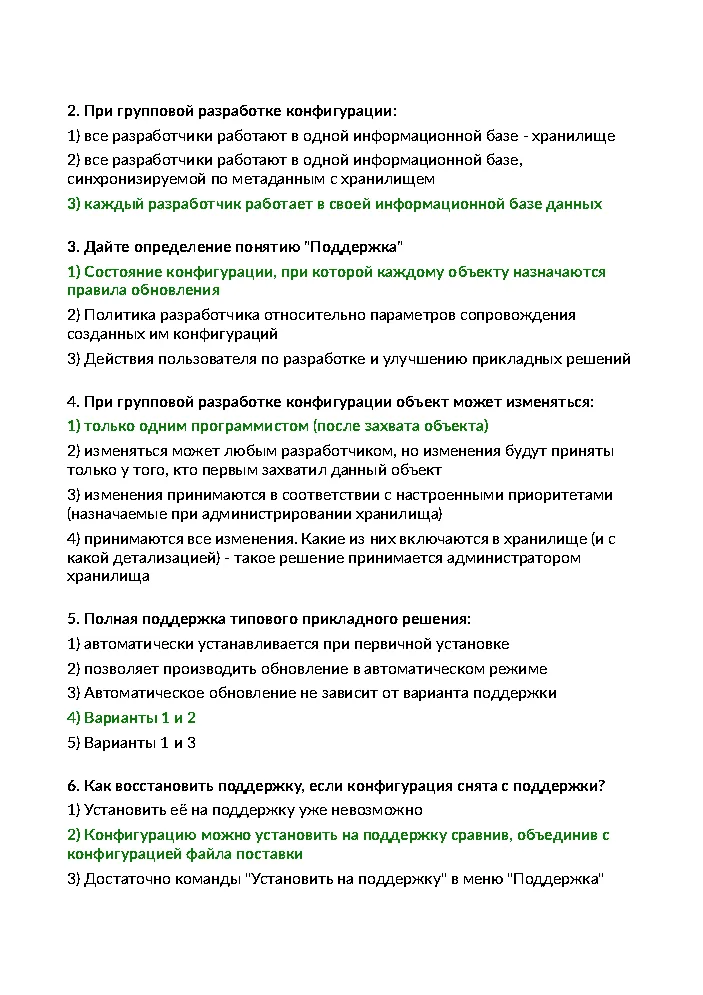 2. При групповой разработке конфигурации:
1) все разработчики работают в одной информационной базе - хранилище
2) все разработчики работают в одной информационной базе,
синхронизируемой по метаданным с хранилищем
3) каждый разработчик работает в своей информационной базе данных
3. Дайте определение понятию "Поддержка"
1) Состояние конфигурации, при которой каждому объекту назначаются
правила обновления
2) Политика разработчика относительно параметров сопровождения
созданных им конфигураций
3) Действия пользователя по разработке и улучшению прикладных решений
4. При групповой разработке конфигурации объект может изменяться:
1) только одним программистом (после захвата объекта)
2) изменяться может любым разработчиком, но изменения будут приняты
только у того, кто первым захватил данный объект
3) изменения принимаются в соответствии с настроенными приоритетами
(назначаемые при администрировании хранилища)
4) принимаются все изменения. Какие из них включаются в хранилище (и с
какой детализацией) - такое решение принимается администратором
хранилища
5. Полная поддержка типового прикладного решения:
1) автоматически устанавливается при первичной установке
2) позволяет производить обновление в автоматическом режиме
3) Автоматическое обновление не зависит от варианта поддержки
4) Варианты 1 и 2
5) Варианты 1 и 3
6. Как восстановить поддержку, если конфигурация снята с поддержки?
1) Установить её на поддержку уже невозможно
2) Конфигурацию можно установить на поддержку сравнив, объединив с
конфигурацией файла поставки
3) Достаточно команды "Установить на поддержку" в меню "Поддержка"